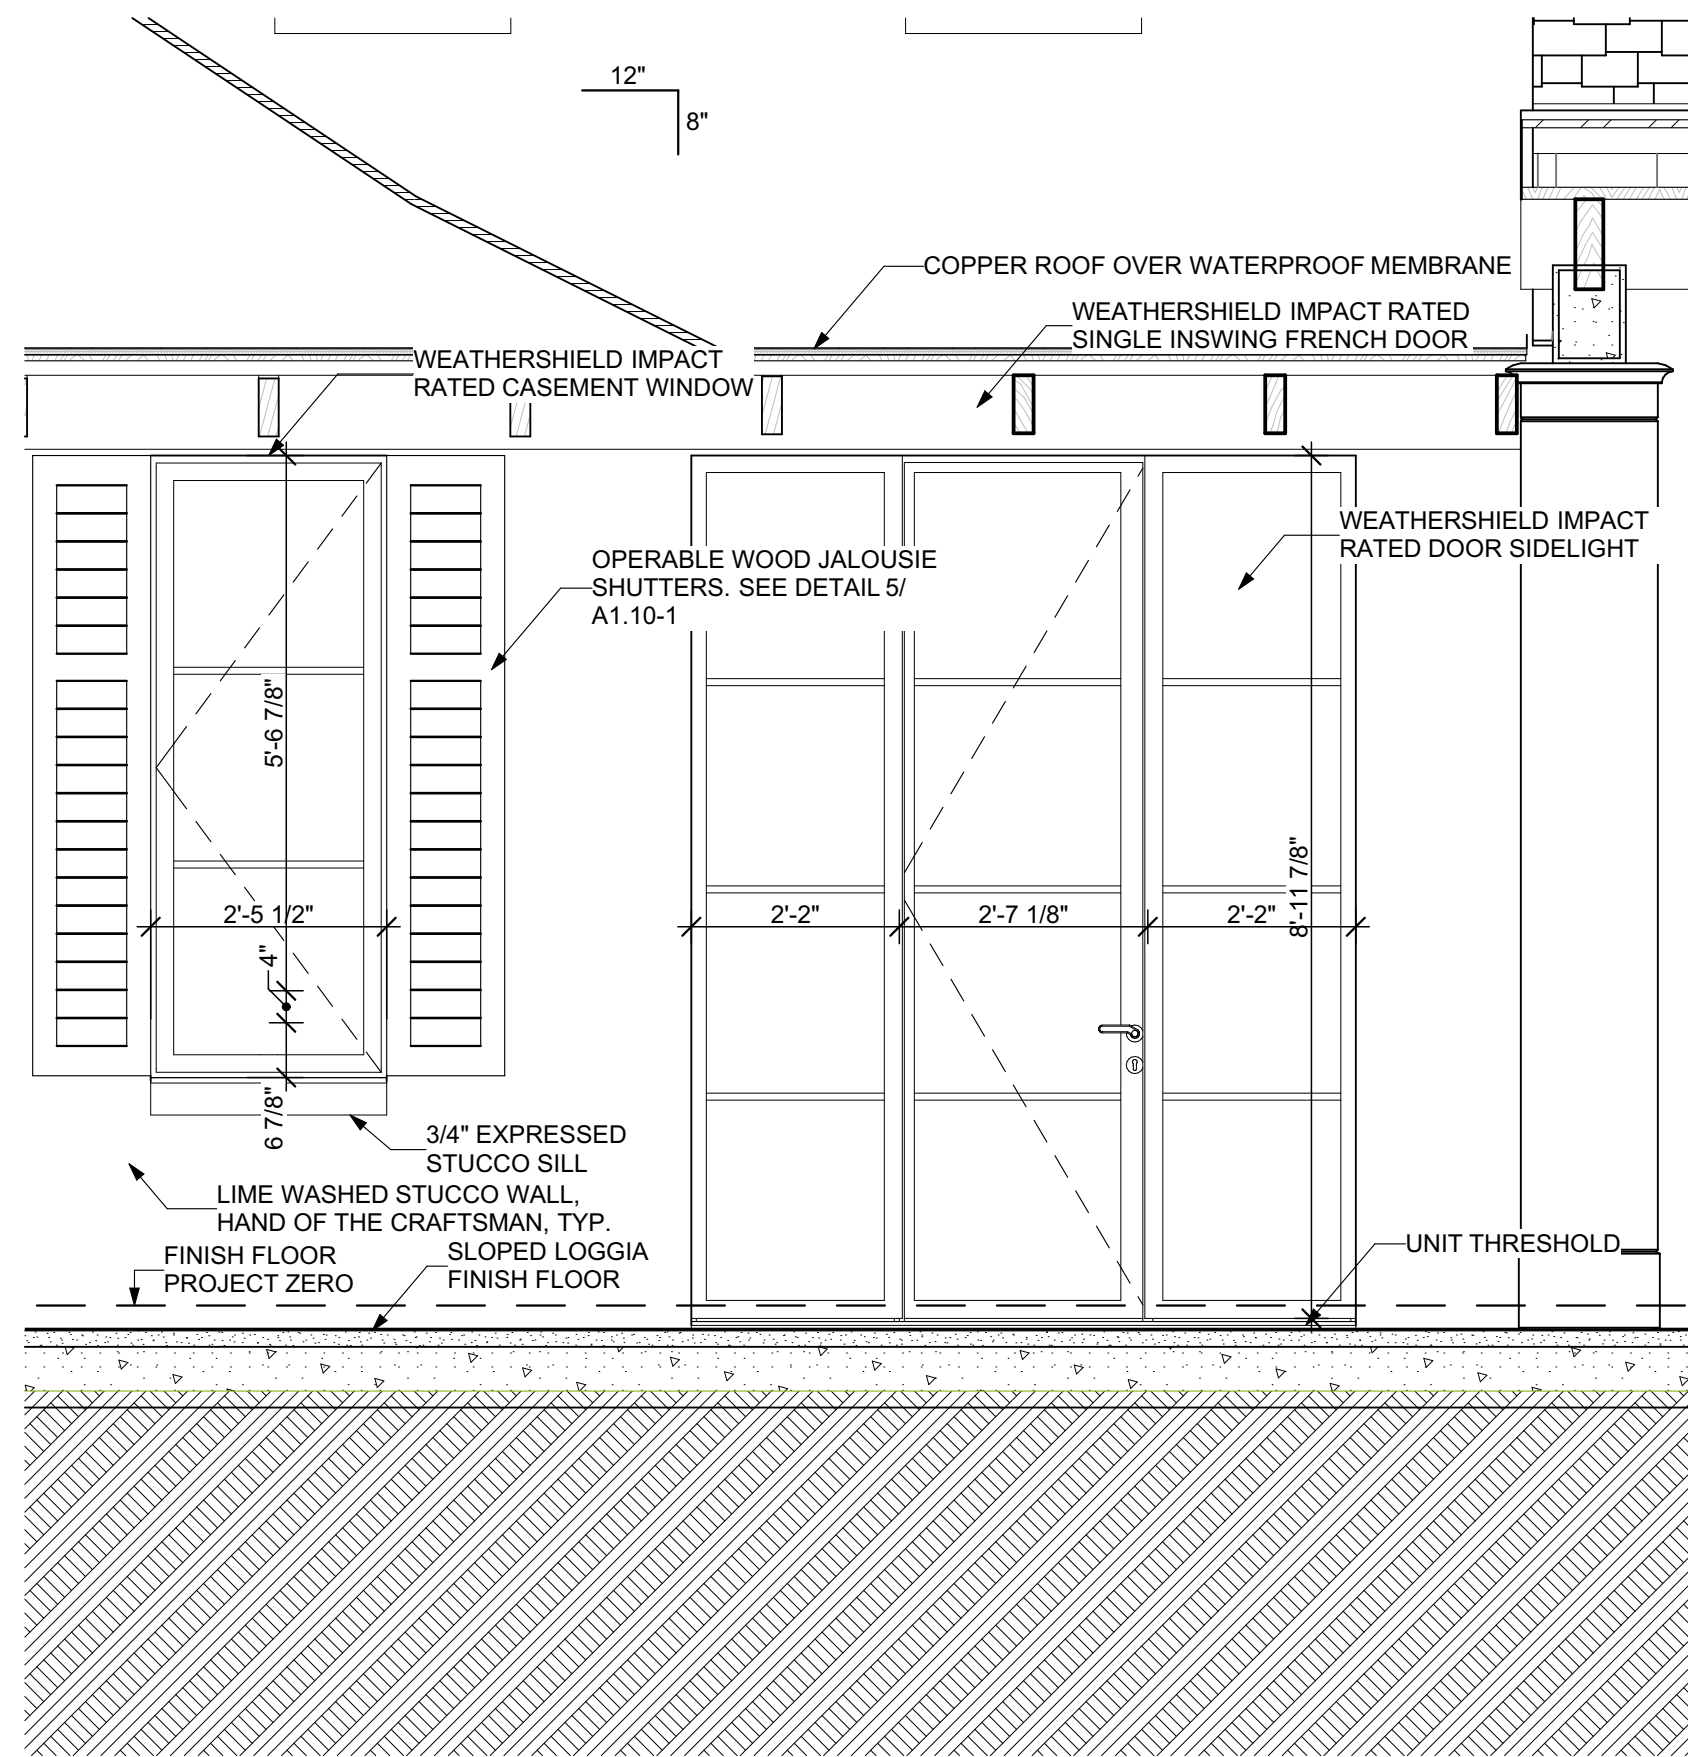 12"
8"
COPPER ROOF OVER WATERPROOF MEMBRANE
WEATHERSHIELD IMPACT RATED
SINGLE INSWING FRENCH DOOR
WEATHERSHIELD IMPACT
RATED CASEMENT WINDOW
WEATHERSHIELD IMPACT
RATED DOOR SIDELIGHT
OPERABLE WOOD JALOUSIE
SHUTTERS. SEE DETAIL 5/
A1.10-1
5'-6 7/8"
8'-11 7/8"
2'-5 1/2"
2'-2"
2'-7 1/8"
2'-2"
4"
6 7/8"
3/4" EXPRESSED
STUCCO SILL
LIME WASHED STUCCO WALL,
HAND OF THE CRAFTSMAN, TYP.
FINISH FLOOR
PROJECT ZERO
SLOPED LOGGIA
FINISH FLOOR
UNIT THRESHOLD